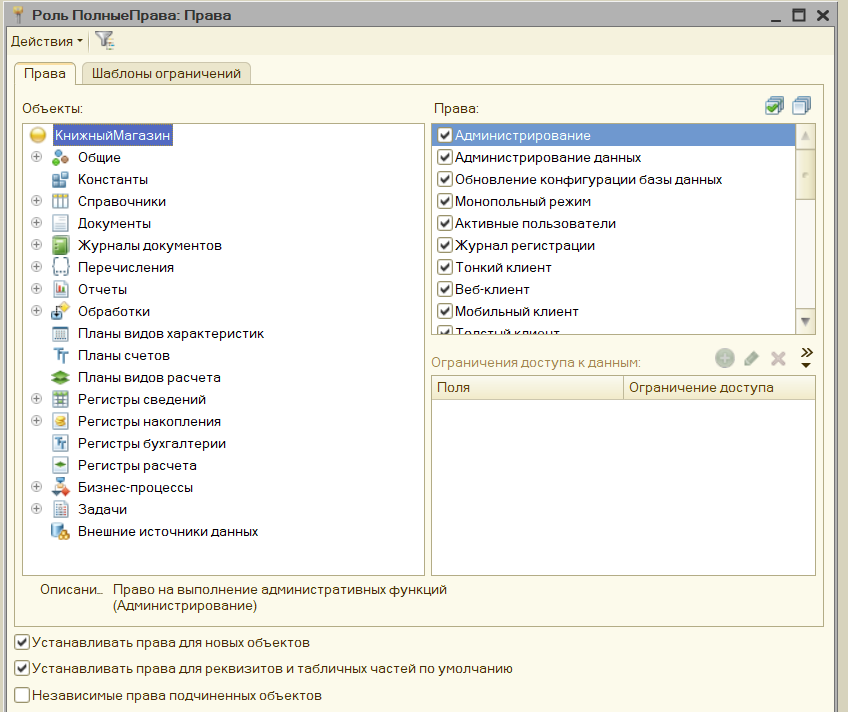 Роль ПолныеПрава: Права
Действия
Права
Шаблоны ограничений
Объекты:
КнижныйМагазин
Общие
Константы
Справочники
Документы
Журналы документов
Перечисления
Отчеты
Обработки
Планы видов характеристик
Планы счетов
Планы видов расчета
Регистры сведений
Регистры накопления
Регистры бухгалтерии
Регистры расчета
Бизнес-процессы
Задачи
Внешние источники данных
Права:
Администрирование
Администрирование данных
Обновление конфигурации базы данных
Монопольный режим
Активные пользователи
Журнал регистрации
Тонкий клиент
Веб-клиент
Мобильный клиент
Толстый клиент
Ограничения доступа к данным:
Поля
Ограничение доступа
Описани... Право на выполнение административных функций
(Администрирование)
Устанавливать права для новых объектов
Устанавливать права для реквизитов и табличных частей по умолчанию
Независимые права подчиненных объектов